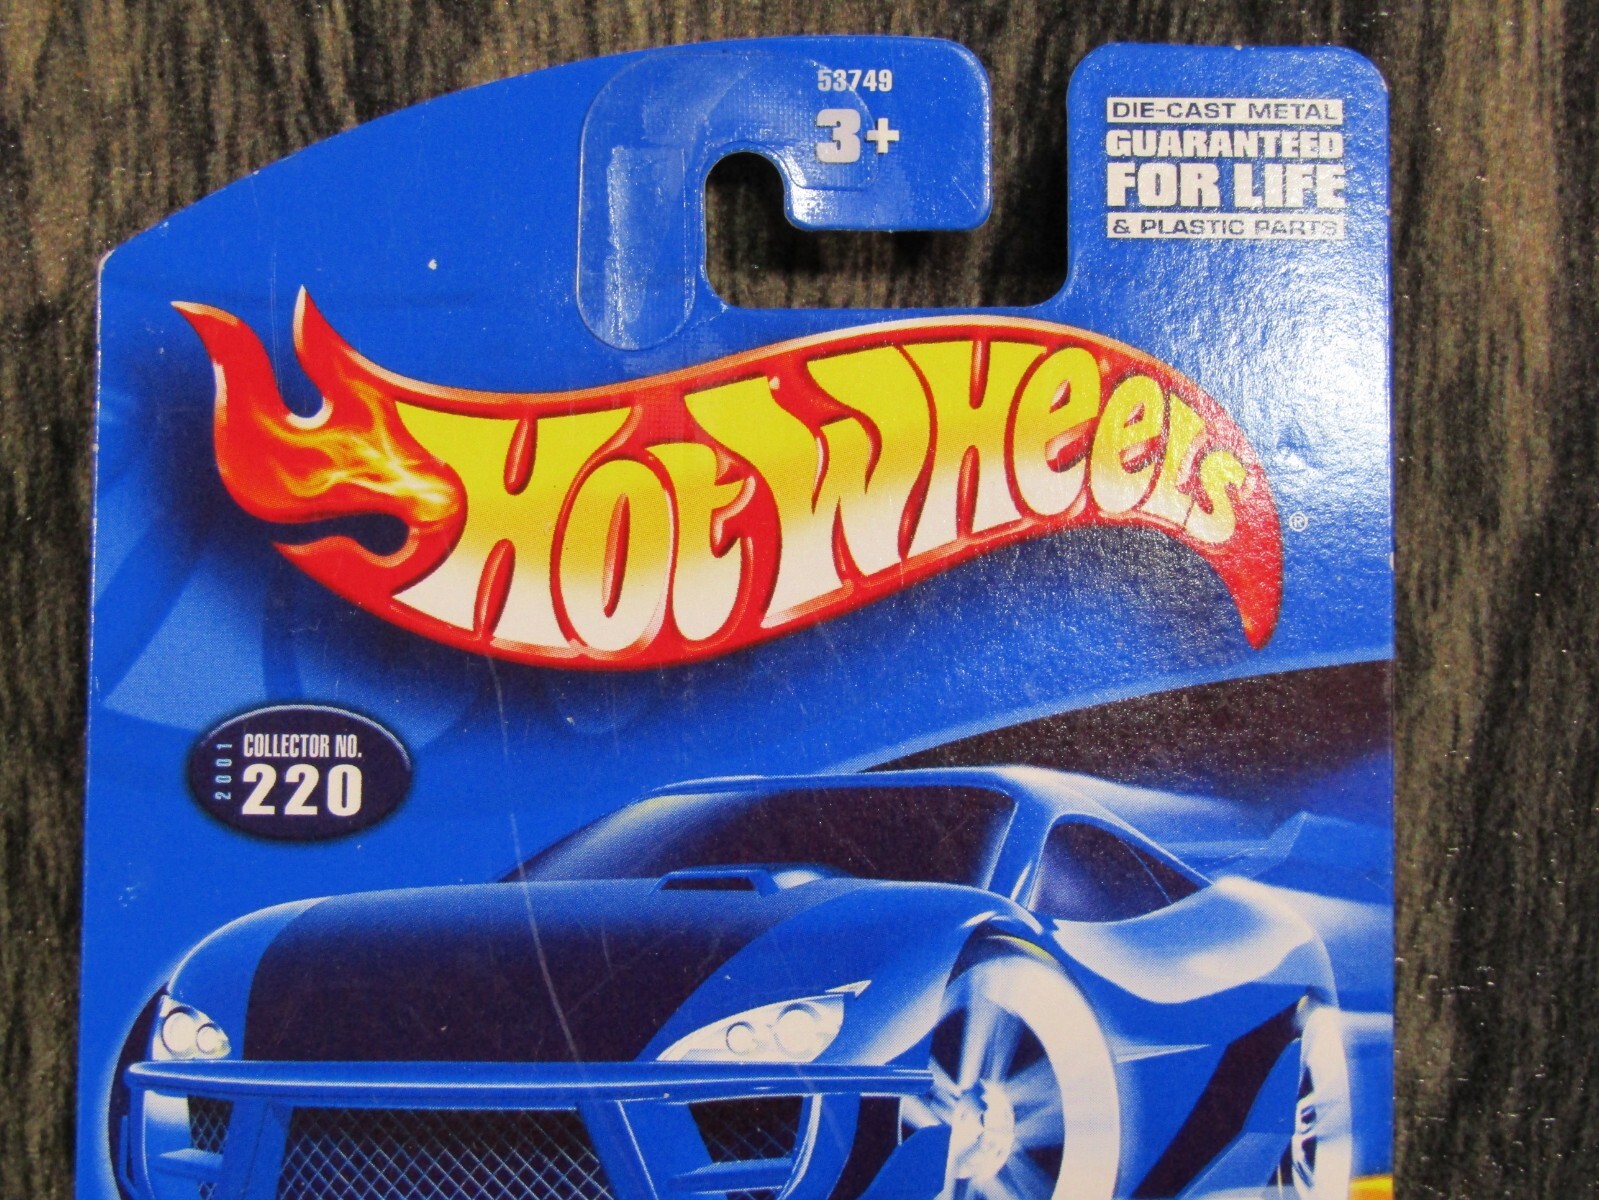 53749
3+
DIE-CAST METAL
GUARANTEED
FOR LIFE
& PLASTIC PARTS
HOT WHEELS
®
2001
COLLECTOR NO.
220